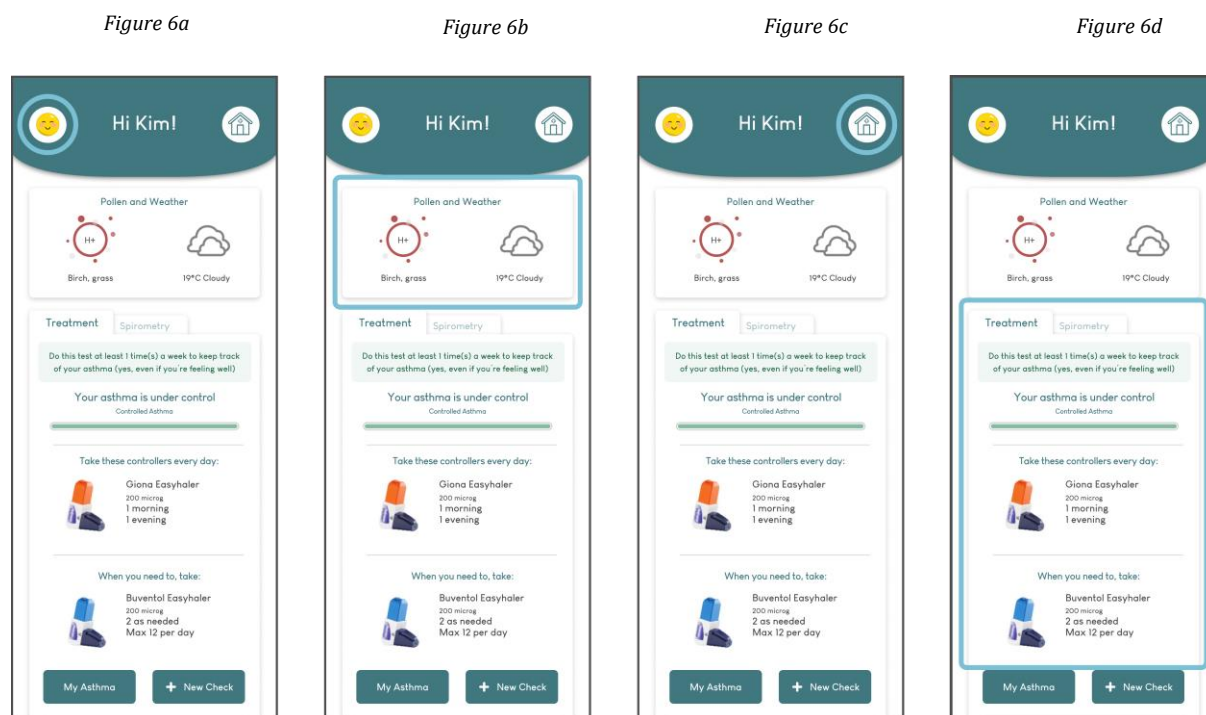 Figure 6a
Figure 6b
Figure 6c
Figure 6d
Hi Kim!
Pollen and Weather
H+
Birch, grass
19°C Cloudy
Treatment
Spirometry
Do this test at least 1 time(s) a week to keep track
of your asthma (yes, even if you're feeling well)
Your asthma is under control
Controlled Asthma
Take these controllers every day:
Giona Easyhaler
200 microg
1 morning
1 evening
When you need to, take:
Buventol Easyhaler
200 microg
2 as needed
Max 12 per day
My Asthma
+ New Check
Hi Kim!
Pollen and Weather
H+
Birch, grass
19°C Cloudy
Treatment
Spirometry
Do this test at least 1 time(s) a week to keep track
of your asthma (yes, even if you're feeling well)
Your asthma is under control
Controlled Asthma
Take these controllers every day:
Giona Easyhaler
200 microg
1 morning
1 evening
When you need to, take:
Buventol Easyhaler
200 microg
2 as needed
Max 12 per day
My Asthma
+ New Check
Hi Kim!
Pollen and Weather
H+
Birch, grass
19°C Cloudy
Treatment
Spirometry
Do this test at least 1 time(s) a week to keep track
of your asthma (yes, even if you're feeling well)
Your asthma is under control
Controlled Asthma
Take these controllers every day:
Giona Easyhaler
200 microg
1 morning
1 evening
When you need to, take:
Buventol Easyhaler
200 microg
2 as needed
Max 12 per day
My Asthma
+ New Check
Hi Kim!
Pollen and Weather
H+
Birch, grass
19°C Cloudy
Treatment
Spirometry
Do this test at least 1 time(s) a week to keep track
of your asthma (yes, even if you're feeling well)
Your asthma is under control
Controlled Asthma
Take these controllers every day:
Giona Easyhaler
200 microg
1 morning
1 evening
When you need to, take:
Buventol Easyhaler
200 microg
2 as needed
Max 12 per day
My Asthma
+ New Check